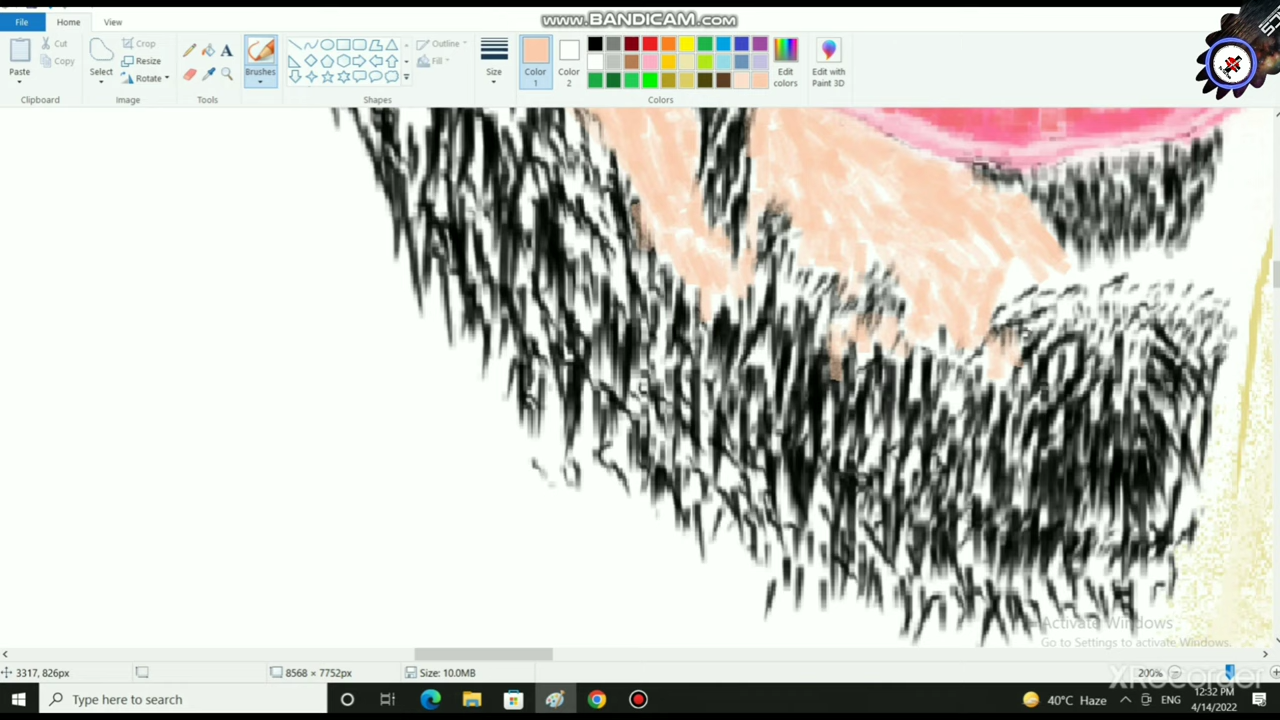 www.BANDICAM.com
File Home View
Paste Cut Copy
Clipboard
Select Crop Resize Rotate
Image
A
Tools
Brushes
Outline Fill
Shapes
Size
Color 1
Color 2
Edit colors
Edit with Paint 3D
Colors
Activate Windows
Go to Settings to activate Windows.
3317, 826px
8568 × 7752px
Size: 10.0MB
200%
XRecorder
Type here to search
40°C Haze
ENG
12:32 PM
4/14/2022